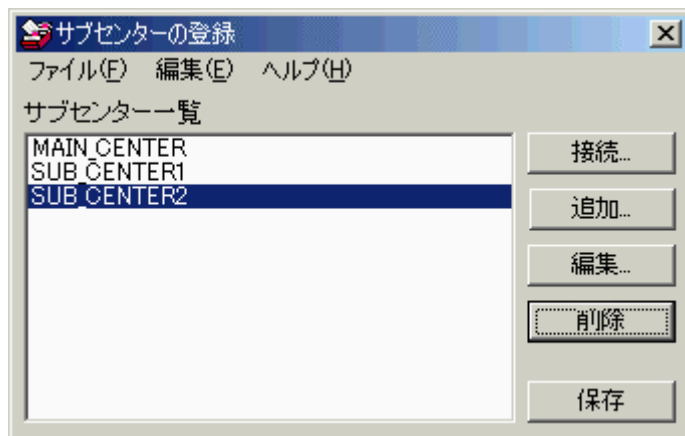 サブセンターの登録
ファイル(F) 編集(E) ヘルプ(H)
サブセンター一覧
MAIN_CENTER
SUB_CENTER1
SUB_CENTER2
接続...
追加...
編集...
削除
保存